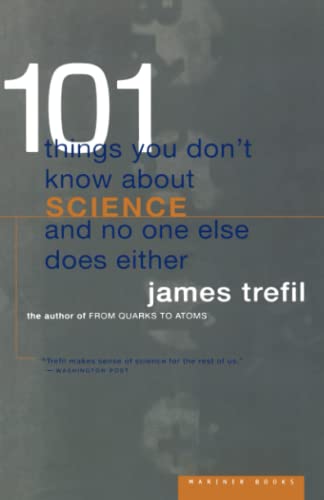 101
things you don't
know about
SCIENCE
and no one else
does either
james trefil
the author of FROM QUARKS TO ATOMS
"Trefil makes sense of science for the rest of us."
— WASHINGTON POST
MARINER BOOKS